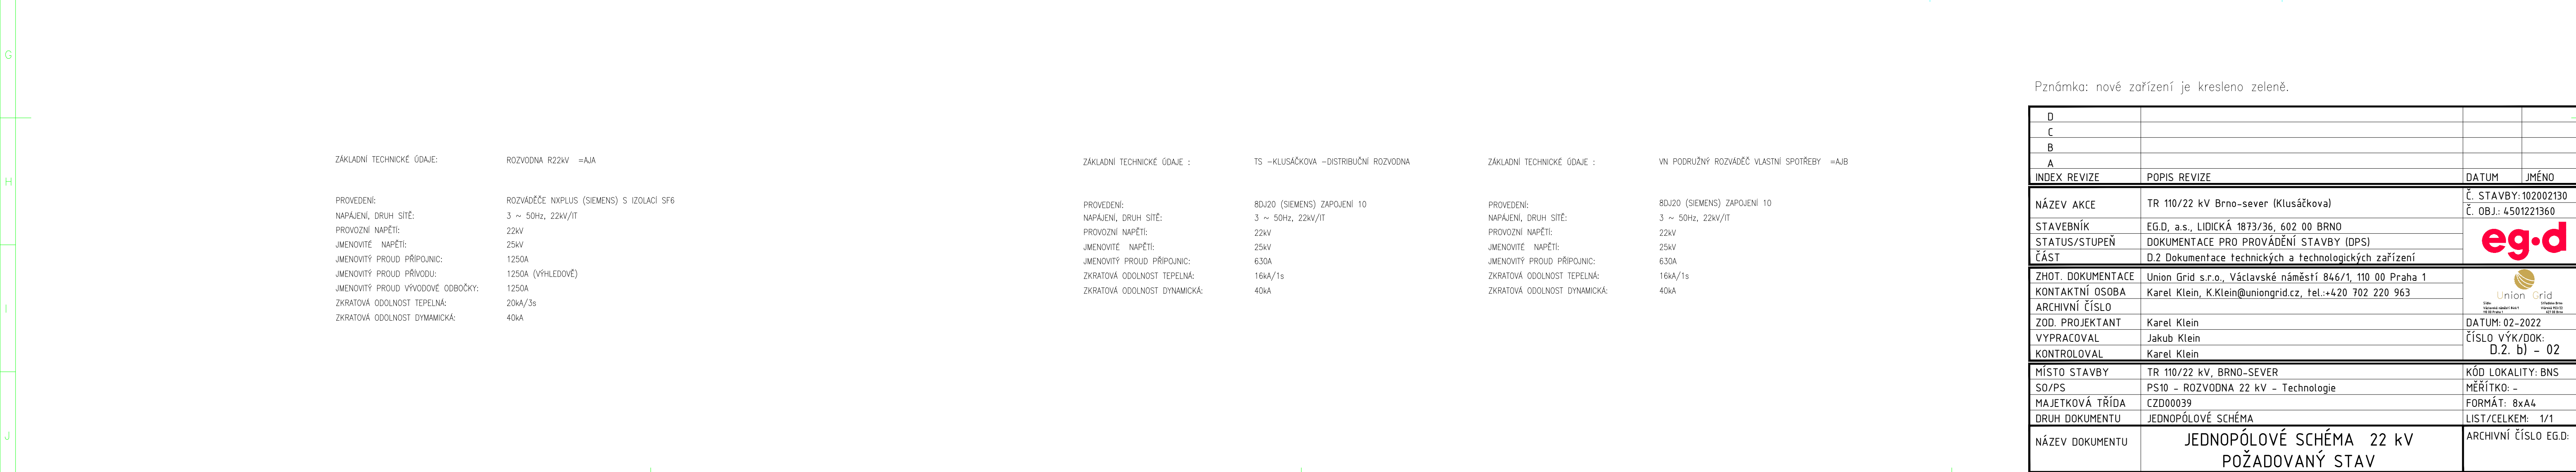 G
H
I
J
ZÁKLADNÍ TECHNICKÉ ÚDAJE: ROZVODNA R22kV =AJA
PROVEDENÍ: ROZVÁDĚČE NXPLUS (SIEMENS) S IZOLACÍ SF6
NAPÁJENÍ, DRUH SÍTĚ: 3 ~ 50Hz, 22kV/IT
PROVOZNÍ NAPĚTÍ: 22kV
JMENOVITÉ NAPĚTÍ: 25kV
JMENOVITÝ PROUD PŘÍPOJNIC: 1250A
JMENOVITÝ PROUD PŘÍVODU: 1250A (VÝHLEDOVĚ)
JMENOVITÝ PROUD VÝVODOVÉ ODBOČKY: 1250A
ZKRATOVÁ ODOLNOST TEPELNÁ: 20kA/3s
ZKRATOVÁ ODOLNOST DYMAMICKÁ: 40kA
ZÁKLADNÍ TECHNICKÉ ÚDAJE : TS -KLUSÁČKOVA -DISTRIBUČNÍ ROZVODNA
PROVEDENÍ: 8DJ20 (SIEMENS) ZAPOJENÍ 10
NAPÁJENÍ, DRUH SÍTĚ: 3 ~ 50Hz, 22kV/IT
PROVOZNÍ NAPĚTÍ: 22kV
JMENOVITÉ NAPĚTÍ: 25kV
JMENOVITÝ PROUD PŘÍPOJNIC: 630A
ZKRATOVÁ ODOLNOST TEPELNÁ: 16kA/1s
ZKRATOVÁ ODOLNOST DYNAMICKÁ: 40kA
ZÁKLADNÍ TECHNICKÉ ÚDAJE : VN PODRUŽNÝ ROZVÁDĚČ VLASTNÍ SPOTŘEBY =AJB
PROVEDENÍ: 8DJ20 (SIEMENS) ZAPOJENÍ 10
NAPÁJENÍ, DRUH SÍTĚ: 3 ~ 50Hz, 22kV/IT
PROVOZNÍ NAPĚTÍ: 22kV
JMENOVITÉ NAPĚTÍ: 25kV
JMENOVITÝ PROUD PŘÍPOJNIC: 630A
ZKRATOVÁ ODOLNOST TEPELNÁ: 16kA/1s
ZKRATOVÁ ODOLNOST DYNAMICKÁ: 40kA
Pznámka: nové zařízení je kresleno zeleně.
D
C
B
A
INDEX REVIZE POPIS REVIZE DATUM JMÉNO
NÁZEV AKCE TR 110/22 kV Brno-sever (Klusáčkova) Č. STAVBY: 102002130
Č. OBJ.: 4501221360
STAVEBNÍK EG.D, a.s., LIDICKÁ 1873/36, 602 00 BRNO
eg·d
STATUS/STUPEŇ DOKUMENTACE PRO PROVÁDĚNÍ STAVBY (DPS)
ČÁST D.2 Dokumentace technických a technologických zařízení
ZHOT. DOKUMENTACE Union Grid s.r.o., Václavské náměstí 846/1, 110 00 Praha 1
KONTAKTNÍ OSOBA Karel Klein, K.Klein@uniongrid.cz, tel.:+420 702 220 963
Union Grid
ARCHIVNÍ ČÍSLO
ZOD. PROJEKTANT Karel Klein DATUM: 02-2022
VYPRACOVAL Jakub Klein ČÍSLO VÝK/DOK:
D.2. b) - 02
KONTROLOVAL Karel Klein
MÍSTO STAVBY TR 110/22 kV, BRNO-SEVER KÓD LOKALITY: BNS
SO/PS PS10 - ROZVODNA 22 kV - Technologie MĚŘÍTKO: -
MAJETKOVÁ TŘÍDA CZD00039 FORMÁT: 8xA4
DRUH DOKUMENTU JEDNOPÓLOVÉ SCHÉMA LIST/CELKEM: 1/1
NÁZEV DOKUMENTU JEDNOPÓLOVÉ SCHÉMA 22 kV ARCHIVNÍ ČÍSLO EG.D:
POŽADOVANÝ STAV